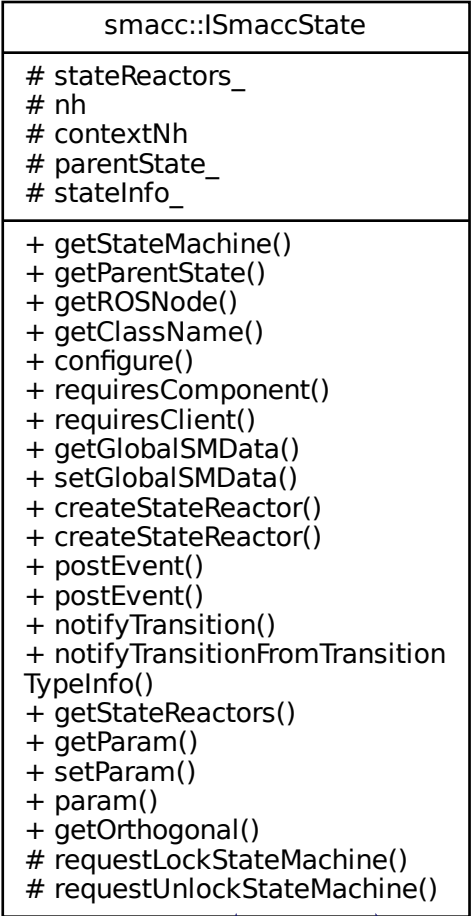 smacc::ISmaccState
# stateReactors_
# nh
# contextNh
# parentState_
# stateInfo_
+ getStateMachine()
+ getParentState()
+ getROSNode()
+ getClassName()
+ configure()
+ requiresComponent()
+ requiresClient()
+ getGlobalSMData()
+ setGlobalSMData()
+ createStateReactor()
+ createStateReactor()
+ postEvent()
+ postEvent()
+ notifyTransition()
+ notifyTransitionFromTransition
TypeInfo()
+ getStateReactors()
+ getParam()
+ setParam()
+ param()
+ getOrthogonal()
# requestLockStateMachine()
# requestUnlockStateMachine()